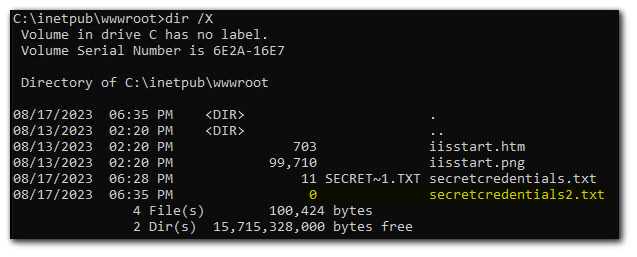 C:\inetpub\wwwroot>dir /X
Volume in drive C has no label.
Volume Serial Number is 6E2A-16E7
Directory of C:\inetpub\wwwroot
08/17/2023  06:35 PM    <DIR>                       .
08/13/2023  02:20 PM    <DIR>                       ..
08/13/2023  02:20 PM               703              iisstart.htm
08/13/2023  02:20 PM            99,710              iisstart.png
08/17/2023  06:28 PM                11 SECRET~1.TXT secretcredentials.txt
08/17/2023  06:35 PM                 0              secretcredentials2.txt
4 File(s)        100,424 bytes
2 Dir(s)  15,715,328,000 bytes free